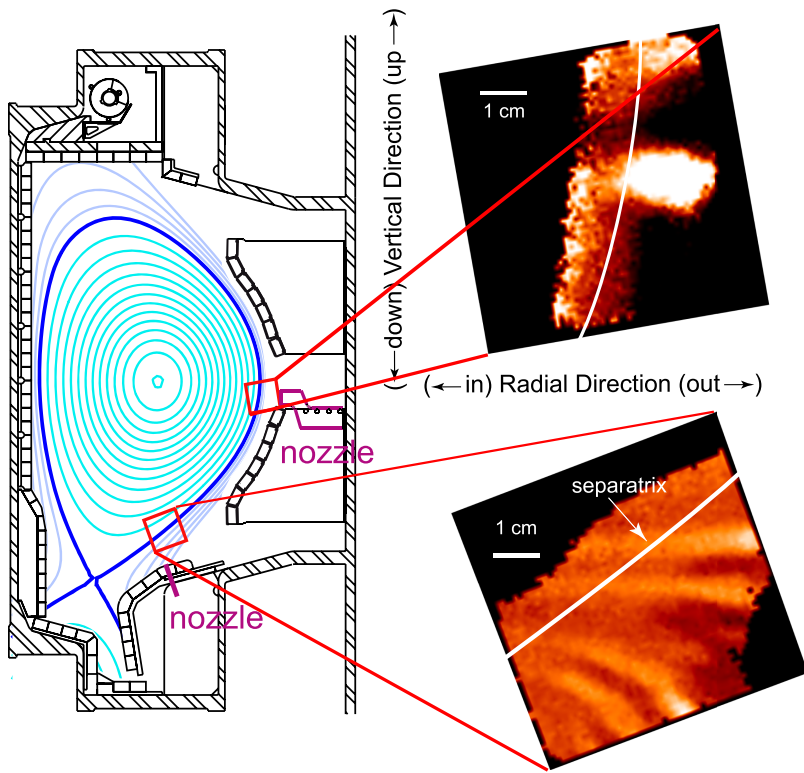 1 cm
(←down) Vertical Direction (up→)
(←in) Radial Direction (out→)
nozzle
separatrix
1 cm
nozzle